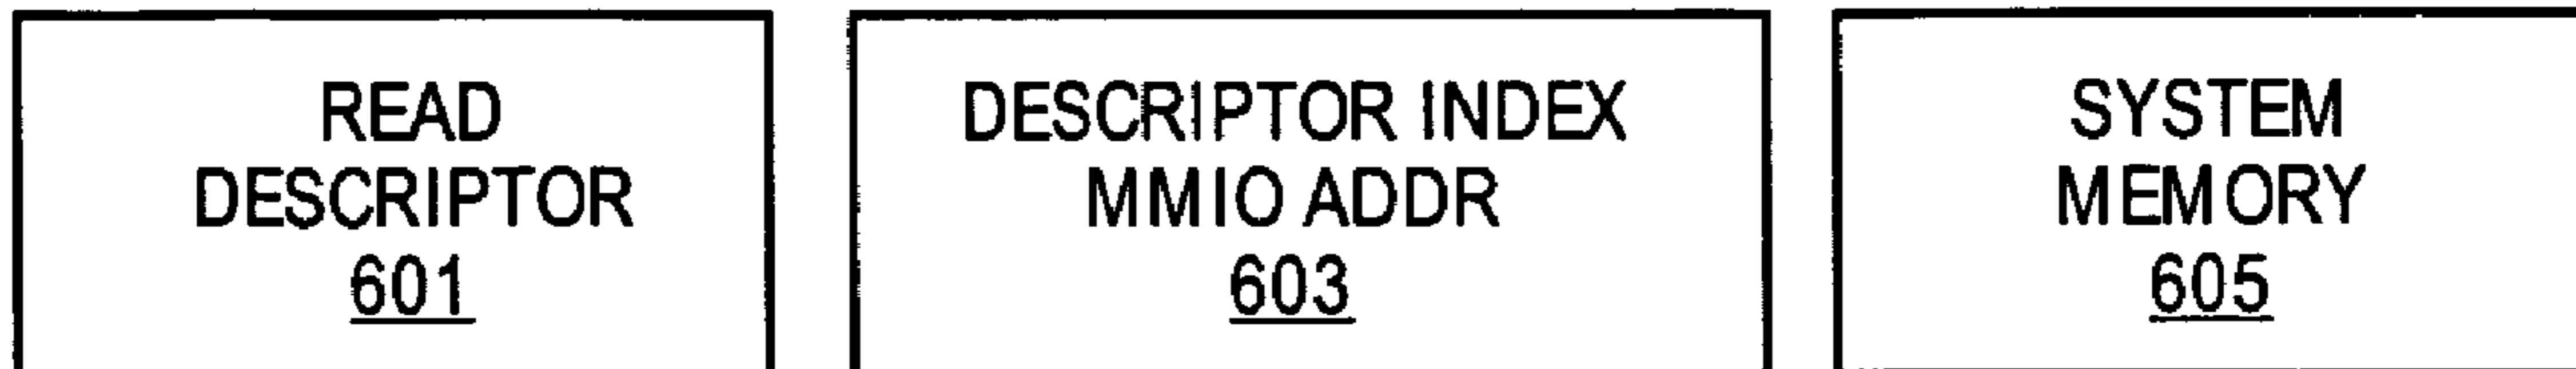 READ
DESCRIPTOR
601
DESCRIPTOR INDEX
MMIO ADDR
603
SYSTEM
MEMORY
605